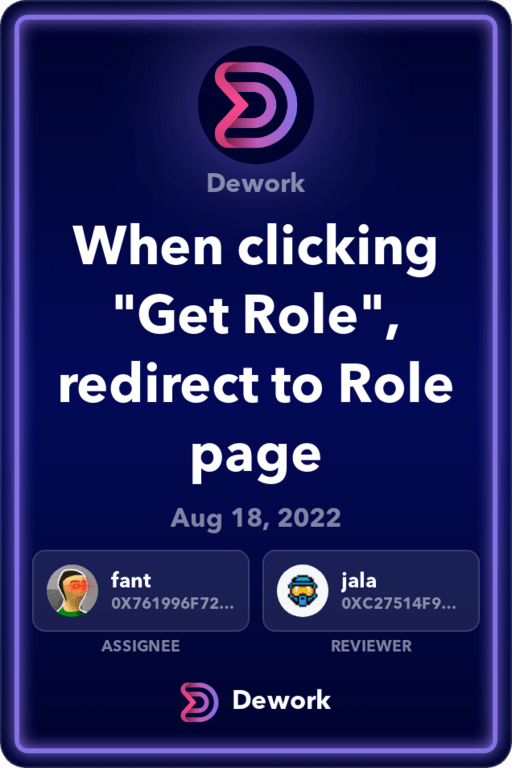 Dework
When clicking
"Get Role",
redirect to Role
page
Aug 18, 2022
fant
0X761996F72...
ASSIGNEE
jala
0XC27514F9...
REVIEWER
Dework